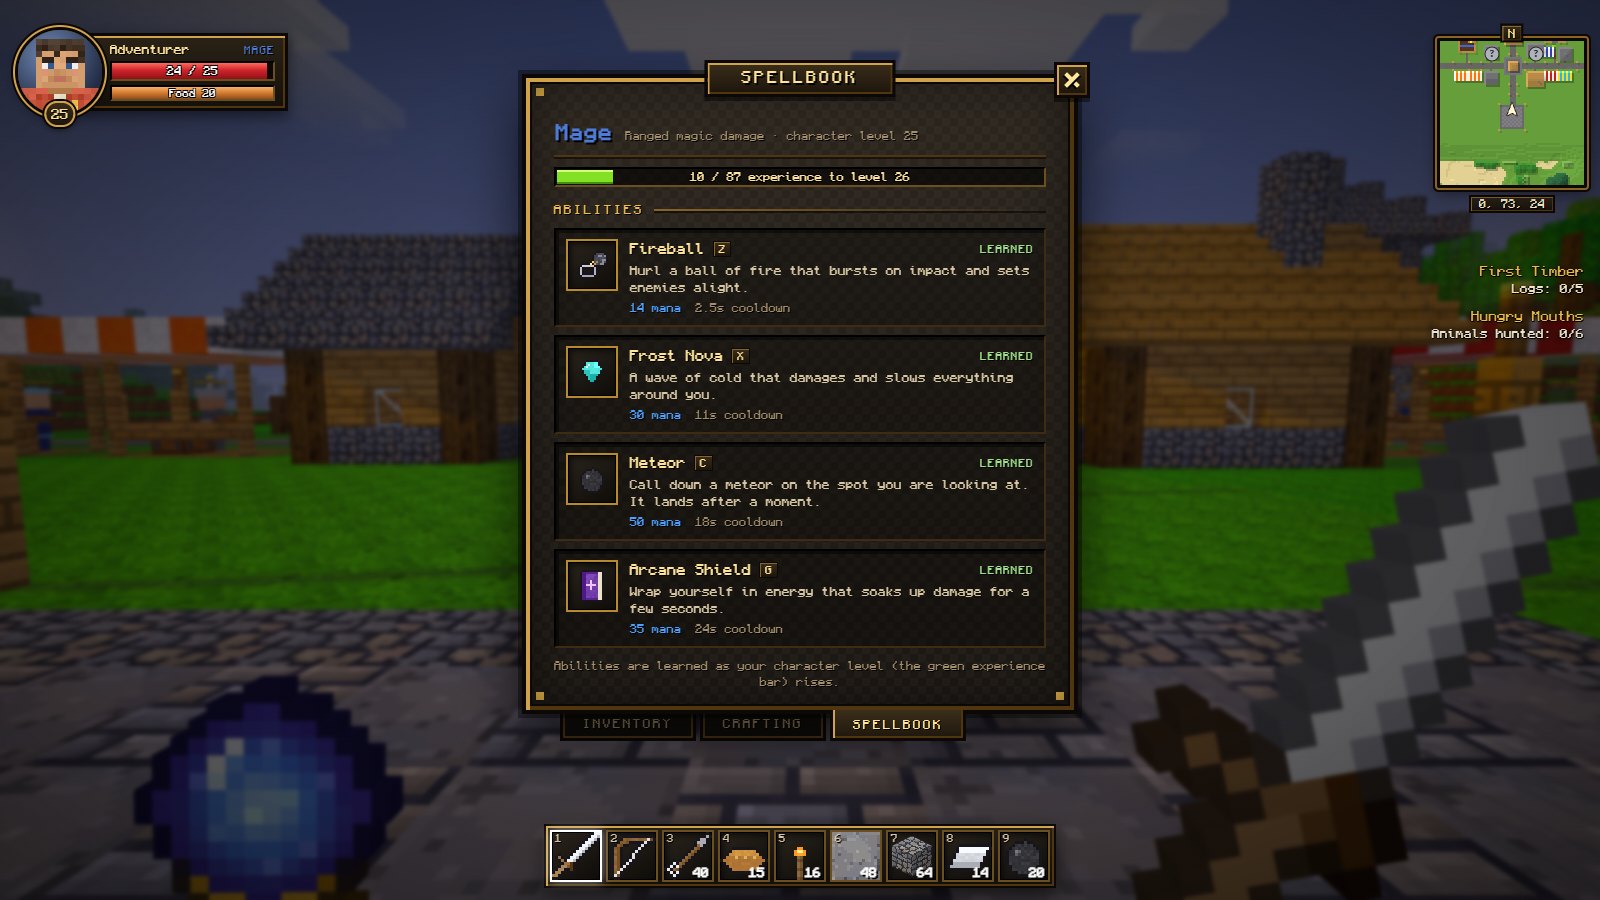 Adventurer MAGE
24 / 25
Food 20
25
SPELLBOOK
N
0, 73, 24
First Timber
Logs: 0/5
Hungry Mouths
Animals hunted: 0/6
Mage Ranged magic damage · character level 25
10 / 87 experience to level 26
ABILITIES
Fireball Z LEARNED
Hurl a ball of fire that bursts on impact and sets
enemies alight.
14 mana 2.5s cooldown
Frost Nova X LEARNED
A wave of cold that damages and slows everything
around you.
30 mana 11s cooldown
Meteor C LEARNED
Call down a meteor on the spot you are looking at.
It lands after a moment.
50 mana 18s cooldown
Arcane Shield G LEARNED
Wrap yourself in energy that soaks up damage for a
few seconds.
35 mana 24s cooldown
Abilities are learned as your character level (the green experience
bar) rises.
INVENTORY CRAFTING SPELLBOOK
1 2 3 4 5 6 7 8 9
40 15 16 48 64 14 20